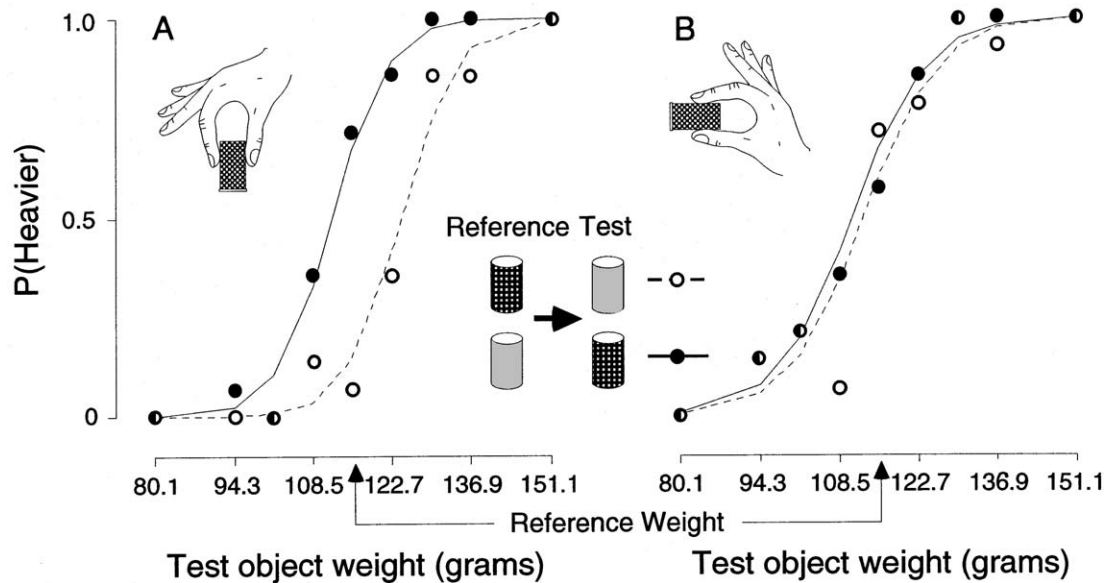 A
B
P(Heavier)
1.0
0.5
0
Reference Test
80.1 94.3 108.5 122.7 136.9 151.1
80.1 94.3 108.5 122.7 136.9 151.1
Reference Weight
Test object weight (grams)
Test object weight (grams)